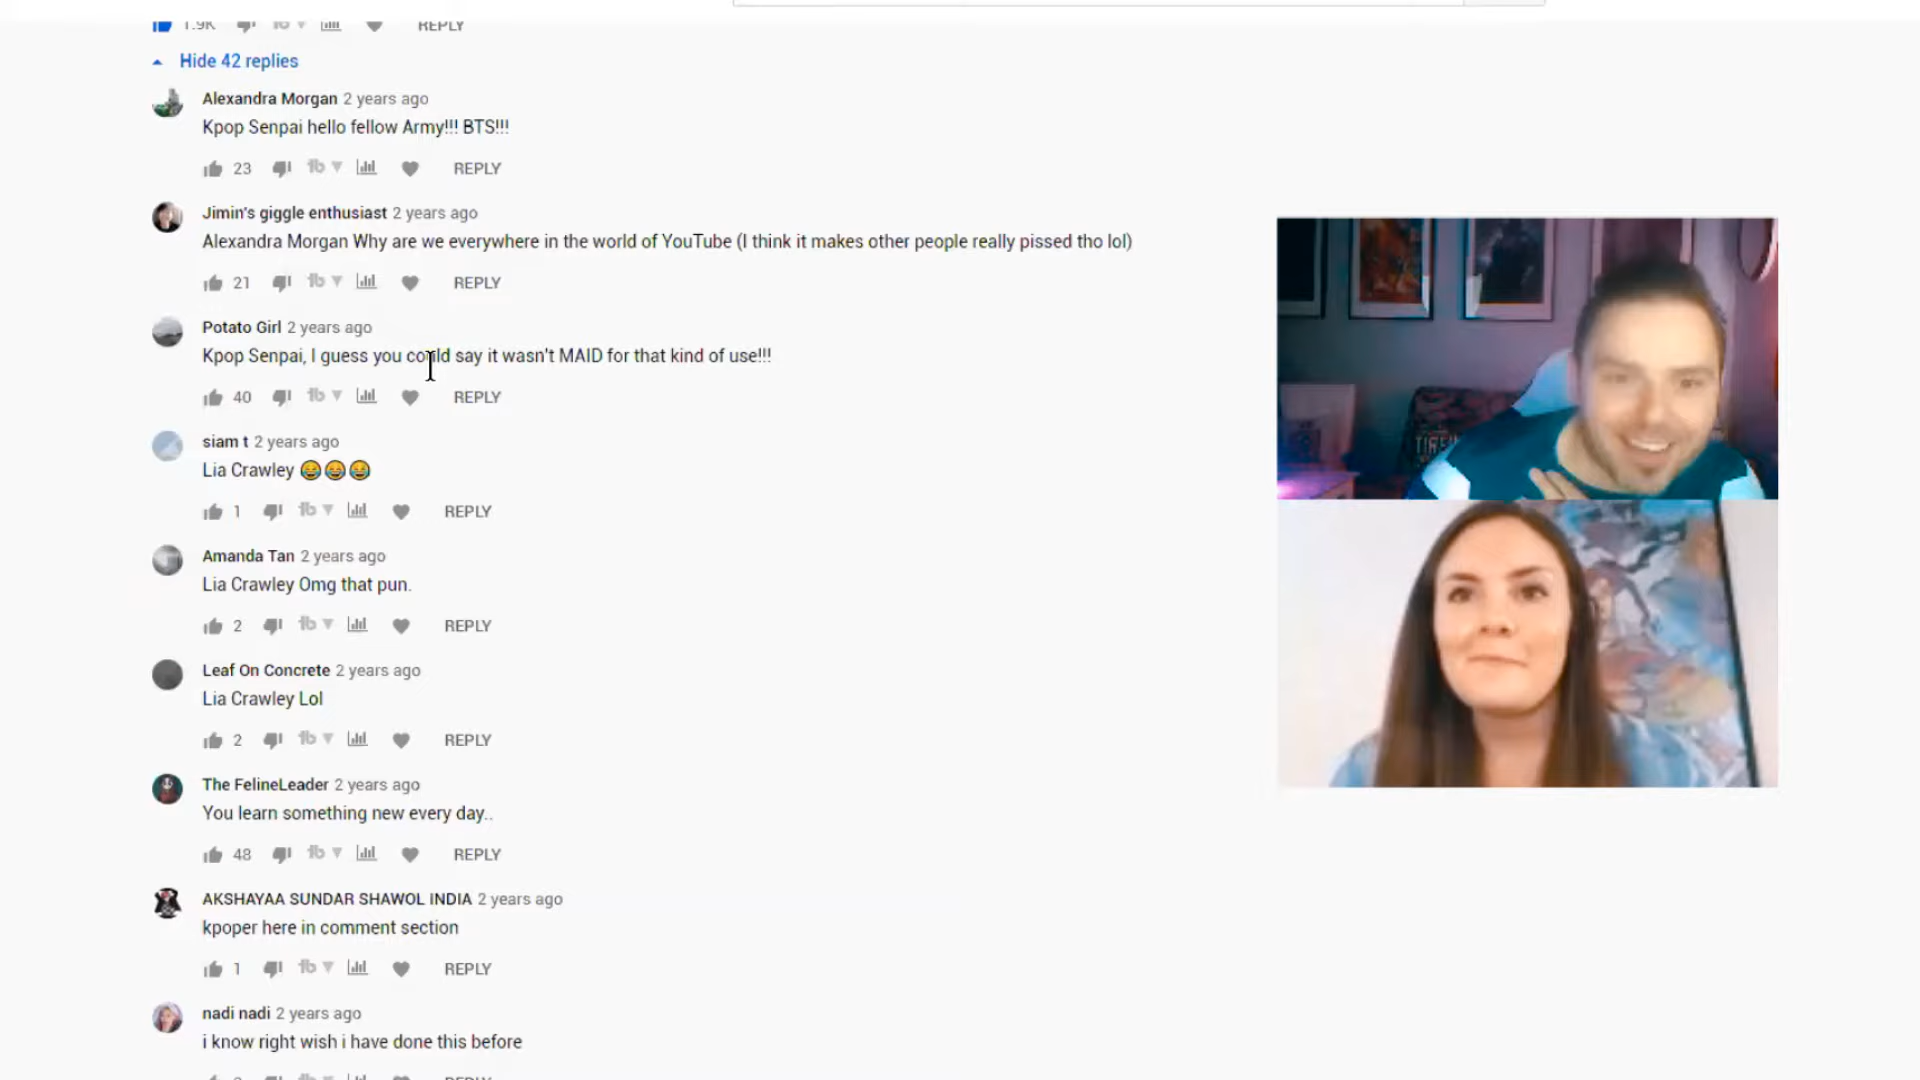 1.9K REPLY
Hide 42 replies
Alexandra Morgan 2 years ago
Kpop Senpai hello fellow Army!!! BTS!!!
23 REPLY
Jimin's giggle enthusiast 2 years ago
Alexandra Morgan Why are we everywhere in the world of YouTube (I think it makes other people really pissed tho lol)
21 REPLY
Potato Girl 2 years ago
Kpop Senpai, I guess you could say it wasn't MAID for that kind of use!!!
40 REPLY
siam t 2 years ago
Lia Crawley 😂😂😂
1 REPLY
Amanda Tan 2 years ago
Lia Crawley Omg that pun.
2 REPLY
Leaf On Concrete 2 years ago
Lia Crawley Lol
2 REPLY
The FelineLeader 2 years ago
You learn something new every day..
48 REPLY
AKSHAYAA SUNDAR SHAWOL INDIA 2 years ago
kpoper here in comment section
1 REPLY
nadi nadi 2 years ago
i know right wish i have done this before
REPLY